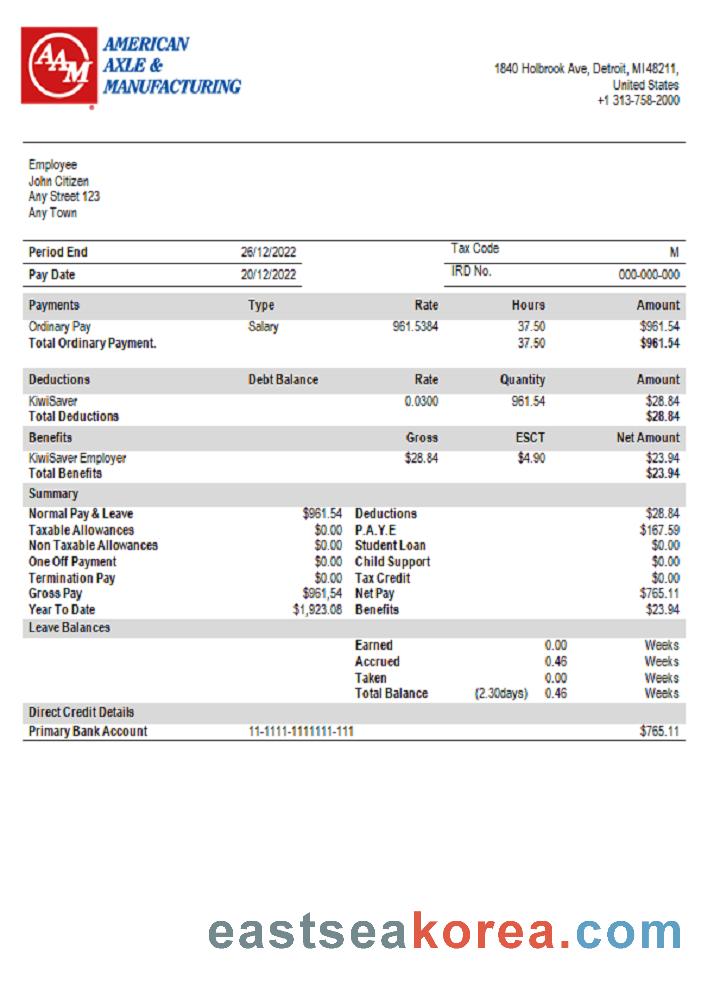 AAM
AMERICAN
AXLE &
MANUFACTURING
1840 Holbrook Ave, Detroit, MI48211,
United States
+1 313-758-2000
Employee
John Citizen
Any Street 123
Any Town
Period End 26/12/2022 Tax Code M
Pay Date 20/12/2022 IRD No. 000-000-000
Payments Type Rate Hours Amount
Ordinary Pay Salary 961.5384 37.50 $961.54
Total Ordinary Payment. 37.50 $961.54
Deductions Debt Balance Rate Quantity Amount
KiwiSaver 0.0300 961.54 $28.84
Total Deductions $28.84
Benefits Gross ESCT Net Amount
KiwiSaver Employer $28.84 $4.90 $23.94
Total Benefits $23.94
Summary
Normal Pay & Leave $961.54 Deductions $28.84
Taxable Allowances $0.00 P.A.Y.E $167.59
Non Taxable Allowances $0.00 Student Loan $0.00
One Off Payment $0.00 Child Support $0.00
Termination Pay $0.00 Tax Credit $0.00
Gross Pay $961,54 Net Pay $765.11
Year To Date $1,923.08 Benefits $23.94
Leave Balances
Earned 0.00 Weeks
Accrued 0.46 Weeks
Taken 0.00 Weeks
Total Balance (2.30days) 0.46 Weeks
Direct Credit Details
Primary Bank Account 11-1111-1111111-111 $765.11
eastseakorea.com